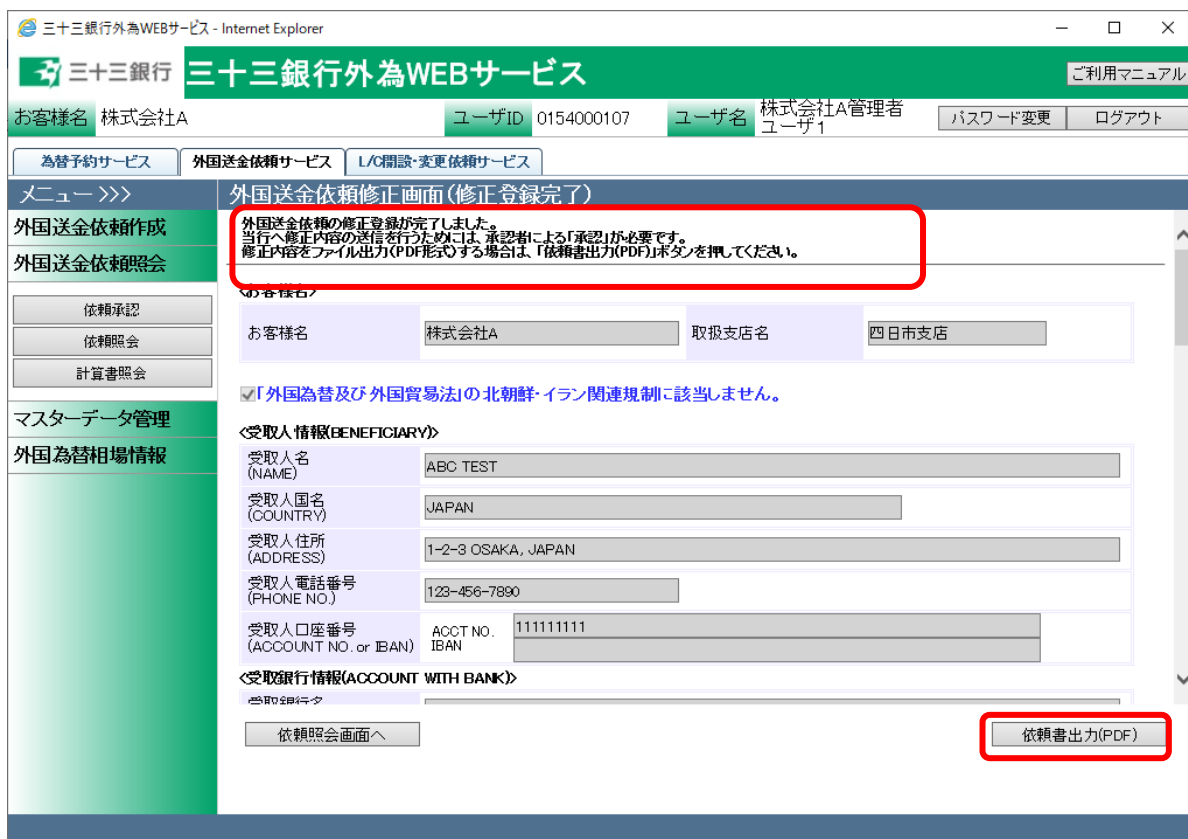 三十三銀行外為WEBサービス - Internet Explorer
三十三銀行 三十三銀行外為WEBサービス ご利用マニュアル
お客様名 株式会社A ユーザID 0154000107 ユーザ名 株式会社A管理者
ユーザ1 パスワード変更 ログアウト
為替予約サービス 外国送金依頼サービス L/C開設・変更依頼サービス
メニュー >>>
外国送金依頼作成
外国送金依頼照会
依頼承認
依頼照会
計算書照会
マスターデータ管理
外国為替相場情報
外国送金依頼修正画面(修正登録完了)
外国送金依頼の修正登録が完了しました。
当行へ修正内容の送信を行うためには、承認者による「承認」が必要です。
修正内容をファイル出力(PDF形式)する場合は、「依頼書出力(PDF)」ボタンを押してください。
<お客様名>
お客様名 株式会社A 取扱支店名 四日市支店
「外国為替及び外国貿易法」の北朝鮮・イラン関連規制に該当しません。
<受取人情報(BENEFICIARY)>
受取人名
(NAME) ABC TEST
受取人国名
(COUNTRY) JAPAN
受取人住所
(ADDRESS) 1-2-3 OSAKA, JAPAN
受取人電話番号
(PHONE NO.) 123-456-7890
受取人口座番号
(ACCOUNT NO. or IBAN) ACCT NO. 111111111
IBAN
<受取銀行情報(ACCOUNT WITH BANK)>
受取銀行名
依頼照会画面へ 依頼書出力(PDF)